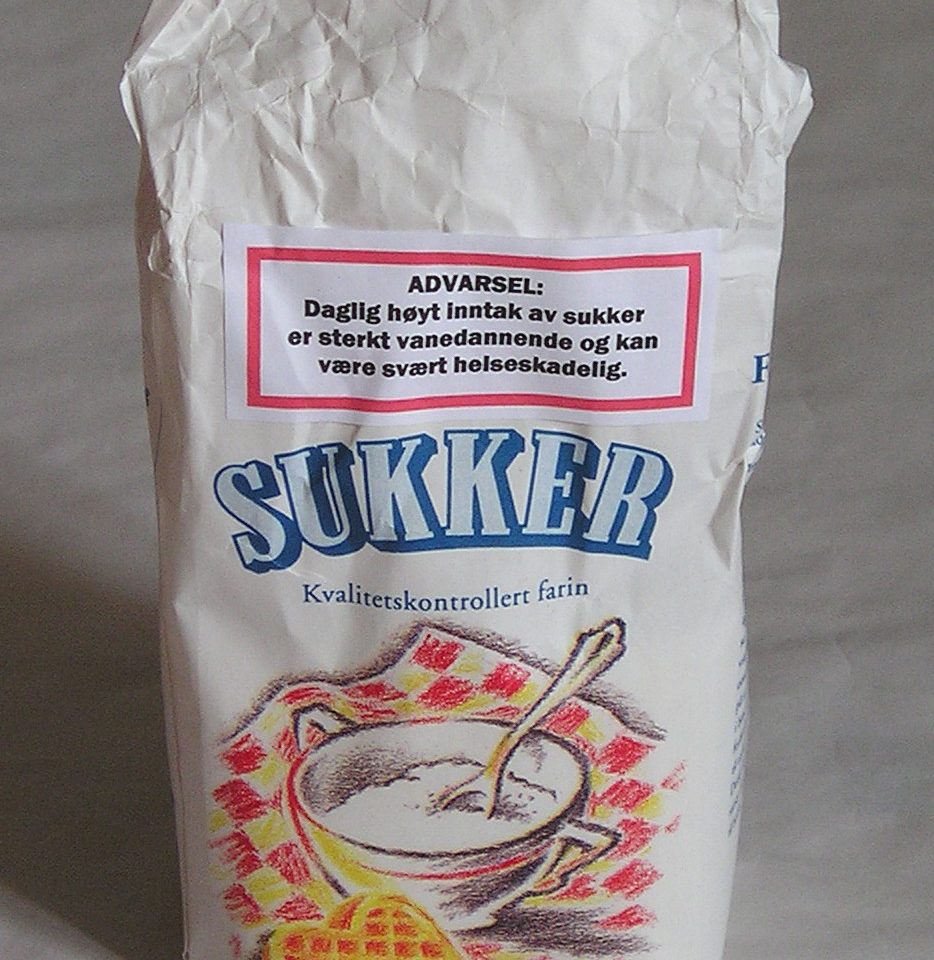 ADVARSEL:
Daglig høyt inntak av sukker
er sterkt vanedannende og kan
være svært helseskadelig.
SUKKER
Kvalitetskontrollert farin